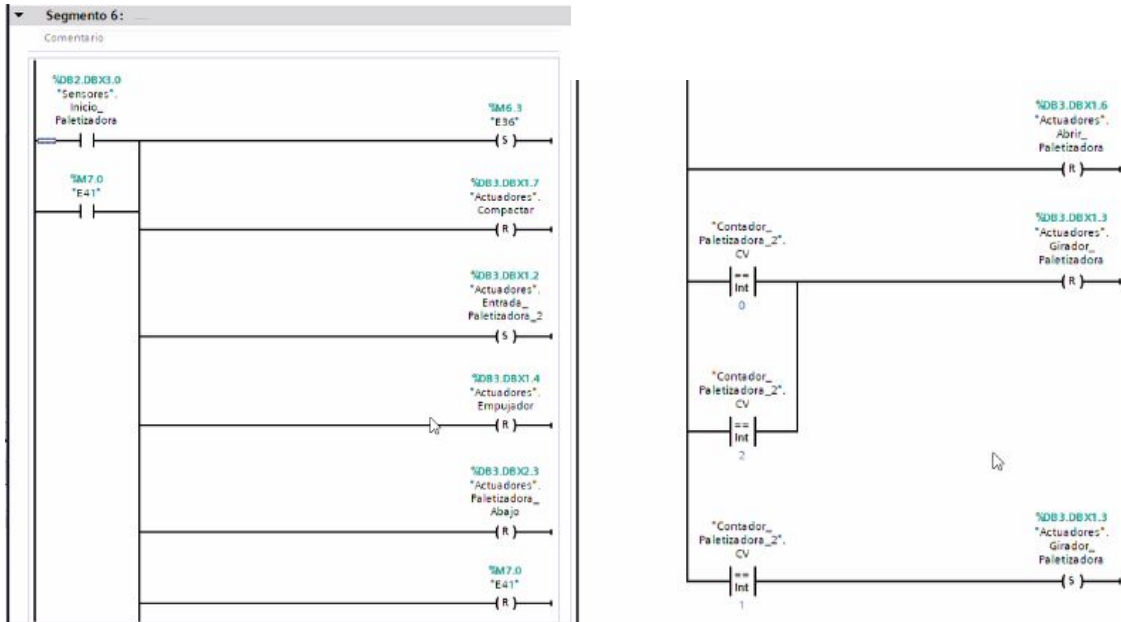 Segmento 6:
Comentario
%DB2.DBX3.0
"Sensores".
Inicio_
Paletizadora
%M6.3
"E36"
S
%M7.0
"E41"
%DB3.DBX1.7
"Actuadores".
Compactar
R
%DB3.DBX1.2
"Actuadores".
Entrada_
Paletizadora_2
S
%DB3.DBX1.4
"Actuadores".
Empujador
R
%DB3.DBX2.3
"Actuadores".
Paletizadora_
Abajo
R
%M7.0
"E41"
R
%DB3.DBX1.6
"Actuadores".
Abrir_
Paletizadora
R
"Contador_
Paletizadora_2".
CV
==
Int
0
%DB3.DBX1.3
"Actuadores".
Girador_
Paletizadora
R
"Contador_
Paletizadora_2".
CV
==
Int
2
"Contador_
Paletizadora_2".
CV
==
Int
1
%DB3.DBX1.3
"Actuadores".
Girador_
Paletizadora
S